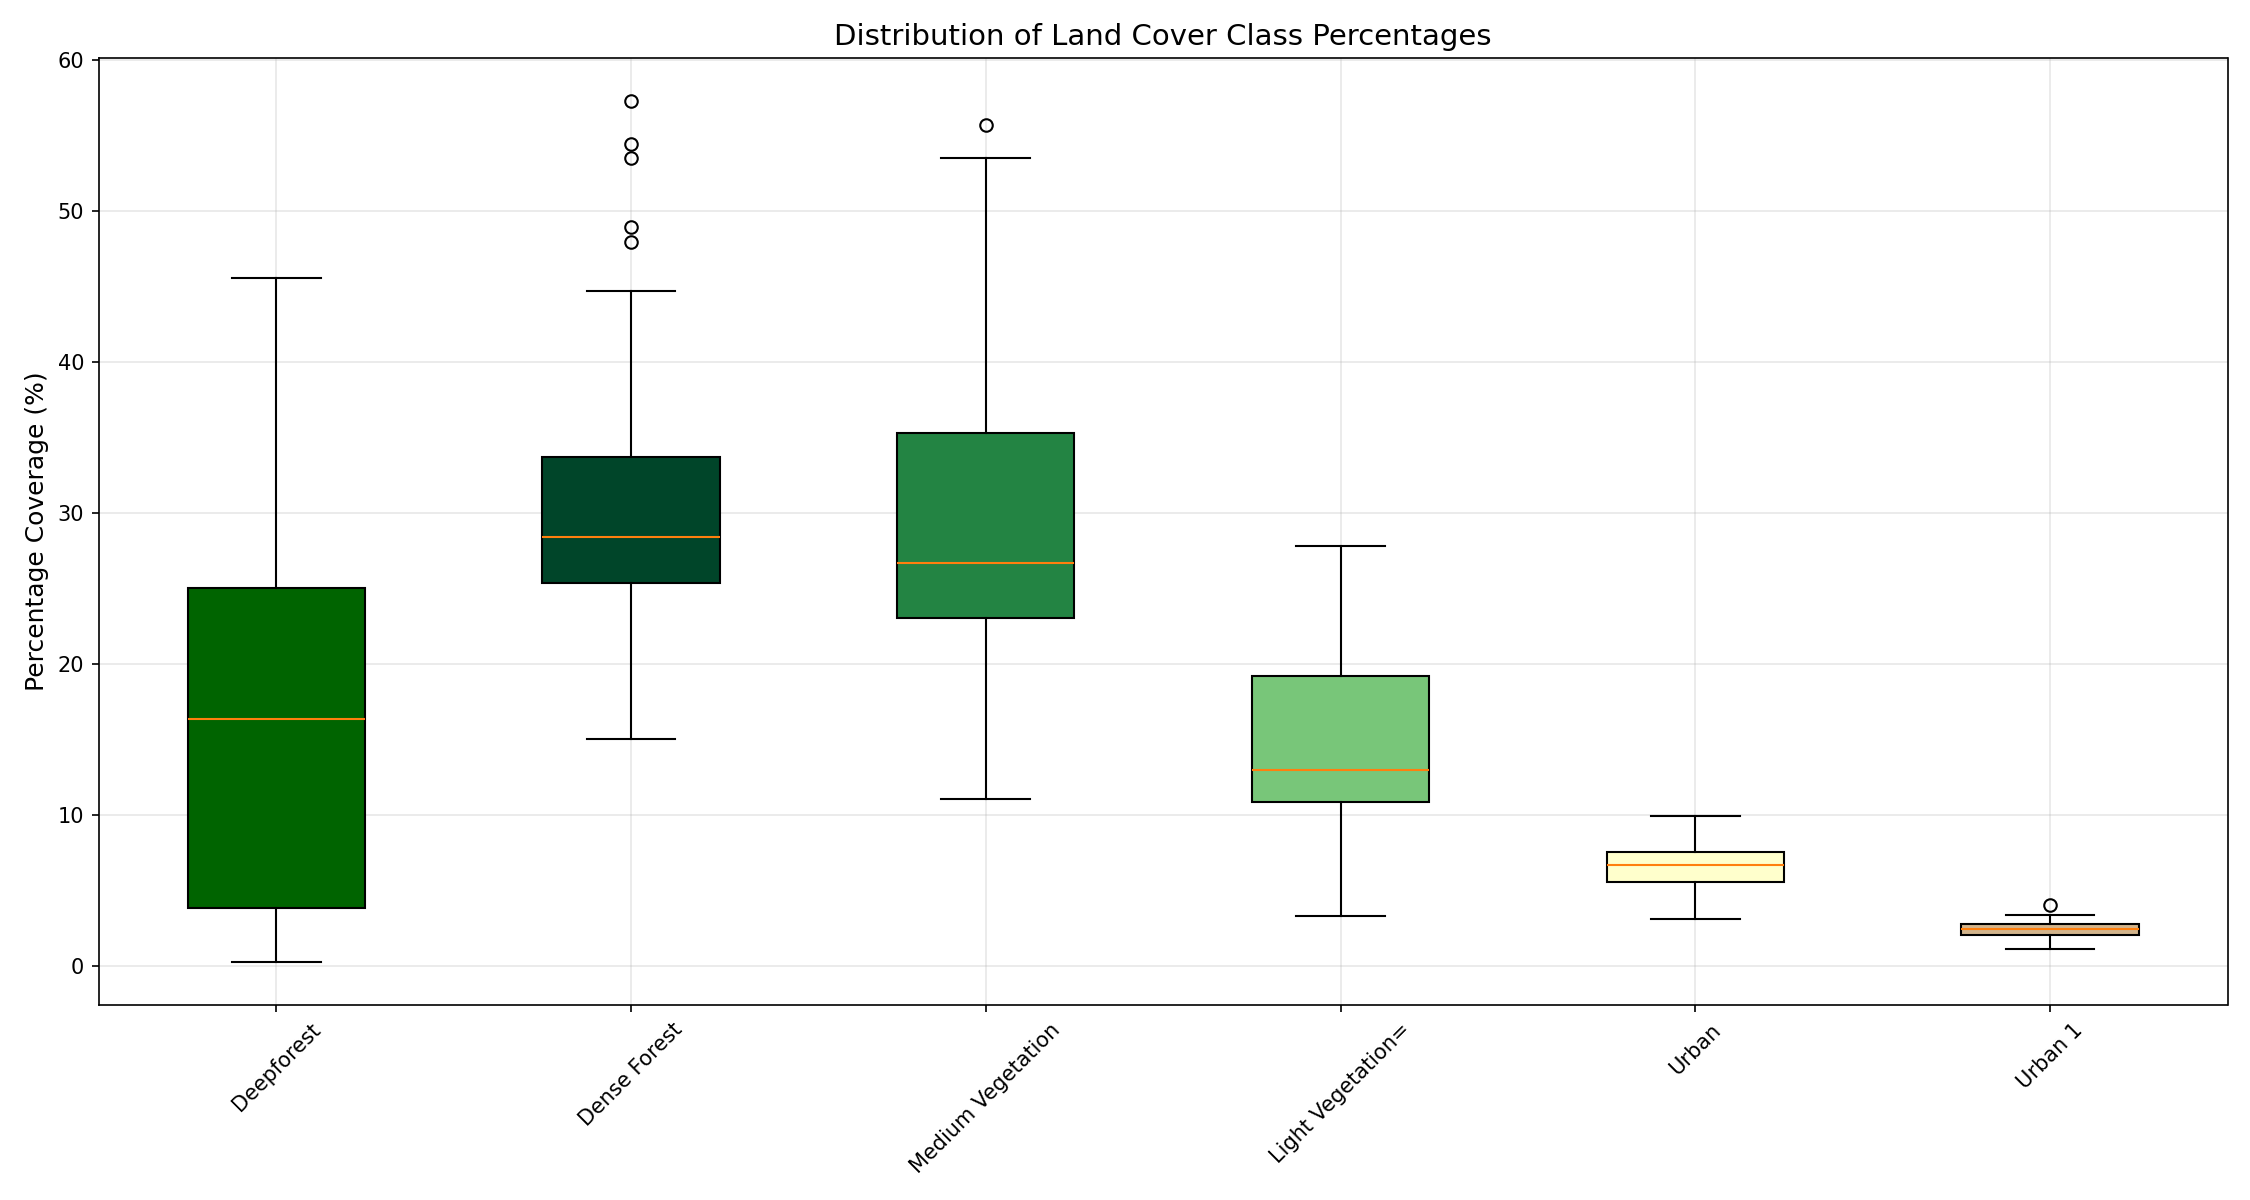 Distribution of Land Cover Class Percentages
Percentage Coverage (%)
60
50
40
30
20
10
0
Deepforest
Dense Forest
Medium Vegetation
Light Vegetation=
Urban
Urban 1